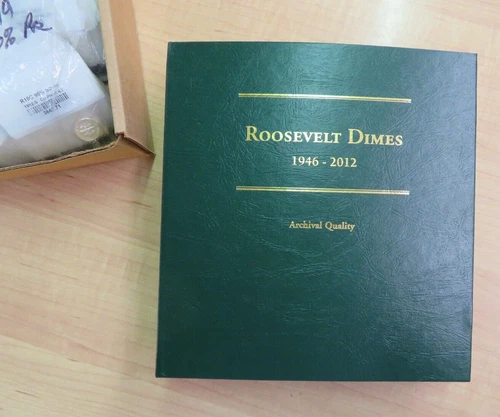 ROOSEVELT DIMES
1946 - 2012
Archival Quality